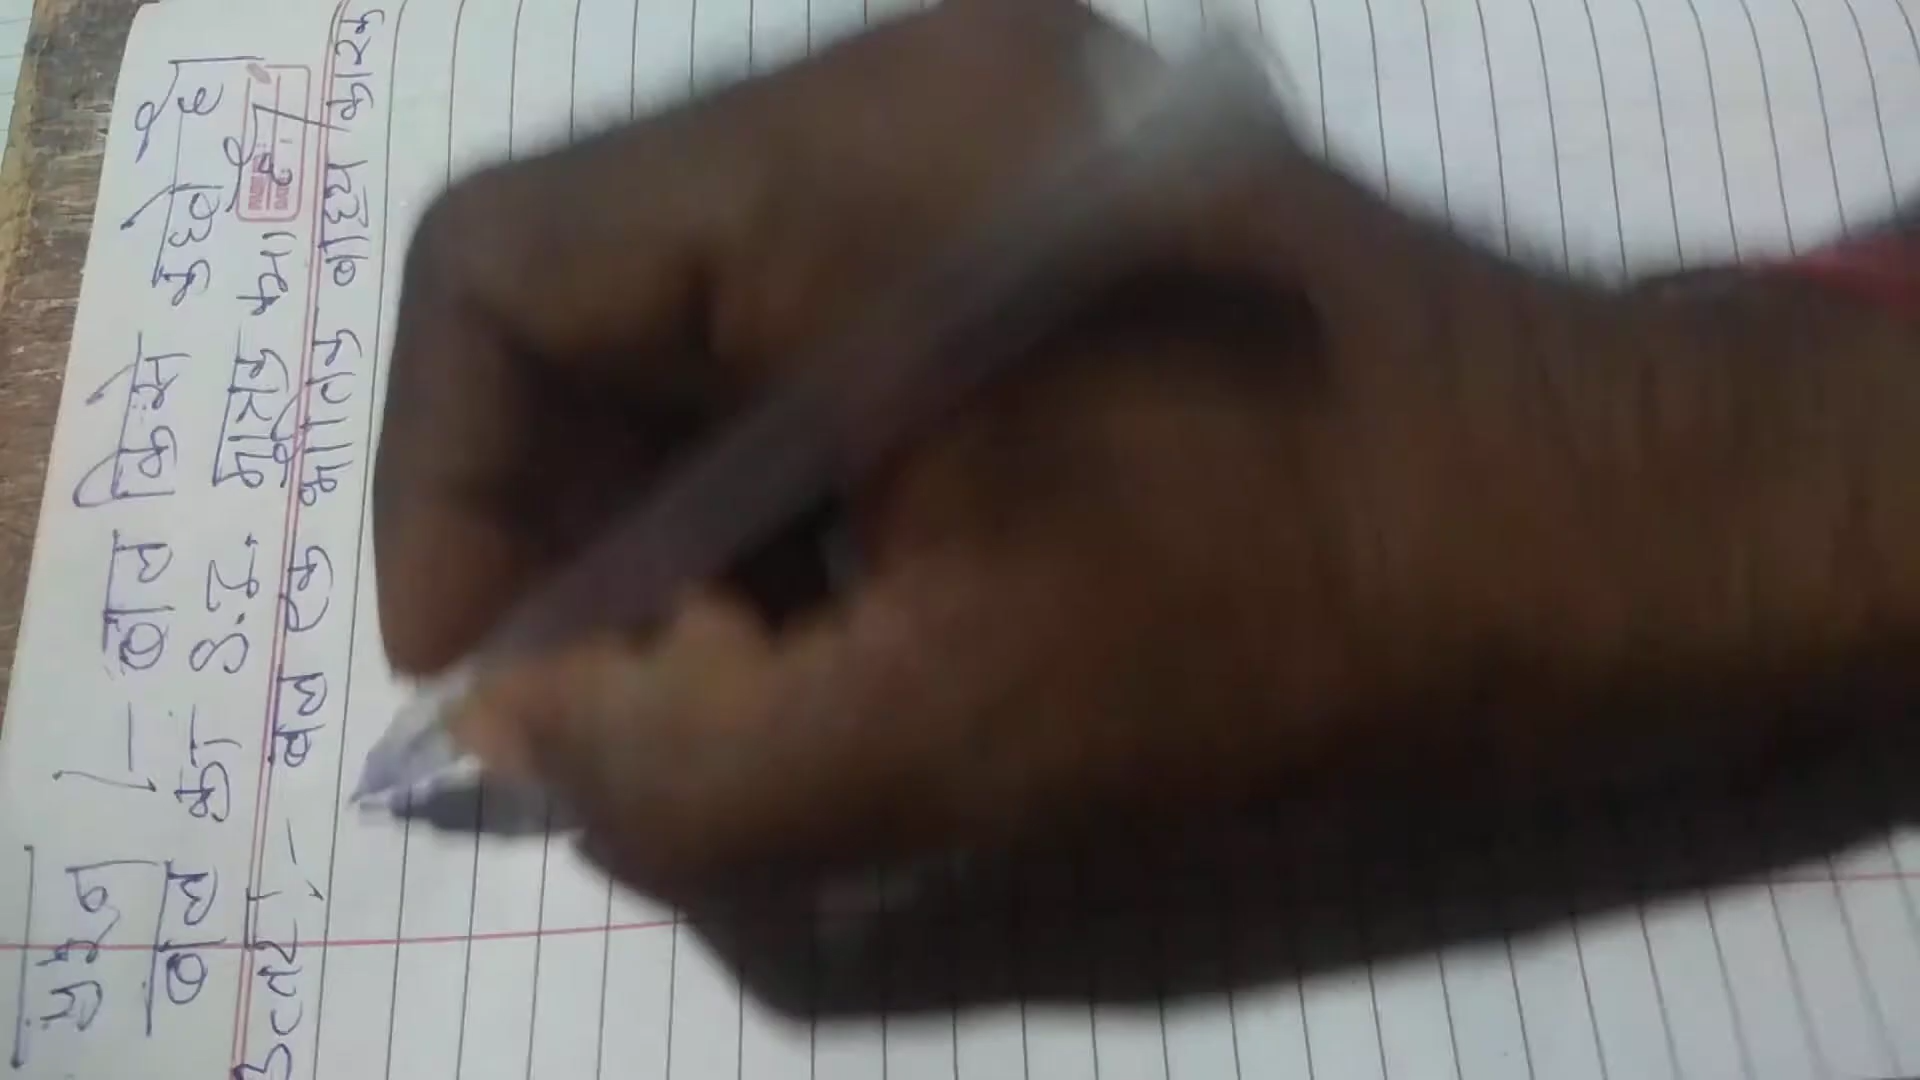 प्रश्न 1- बल किसे कहते है
बल का S.I. मात्रक क्या है।
उत्तर - बल एक भौतिक बाह्य कारक